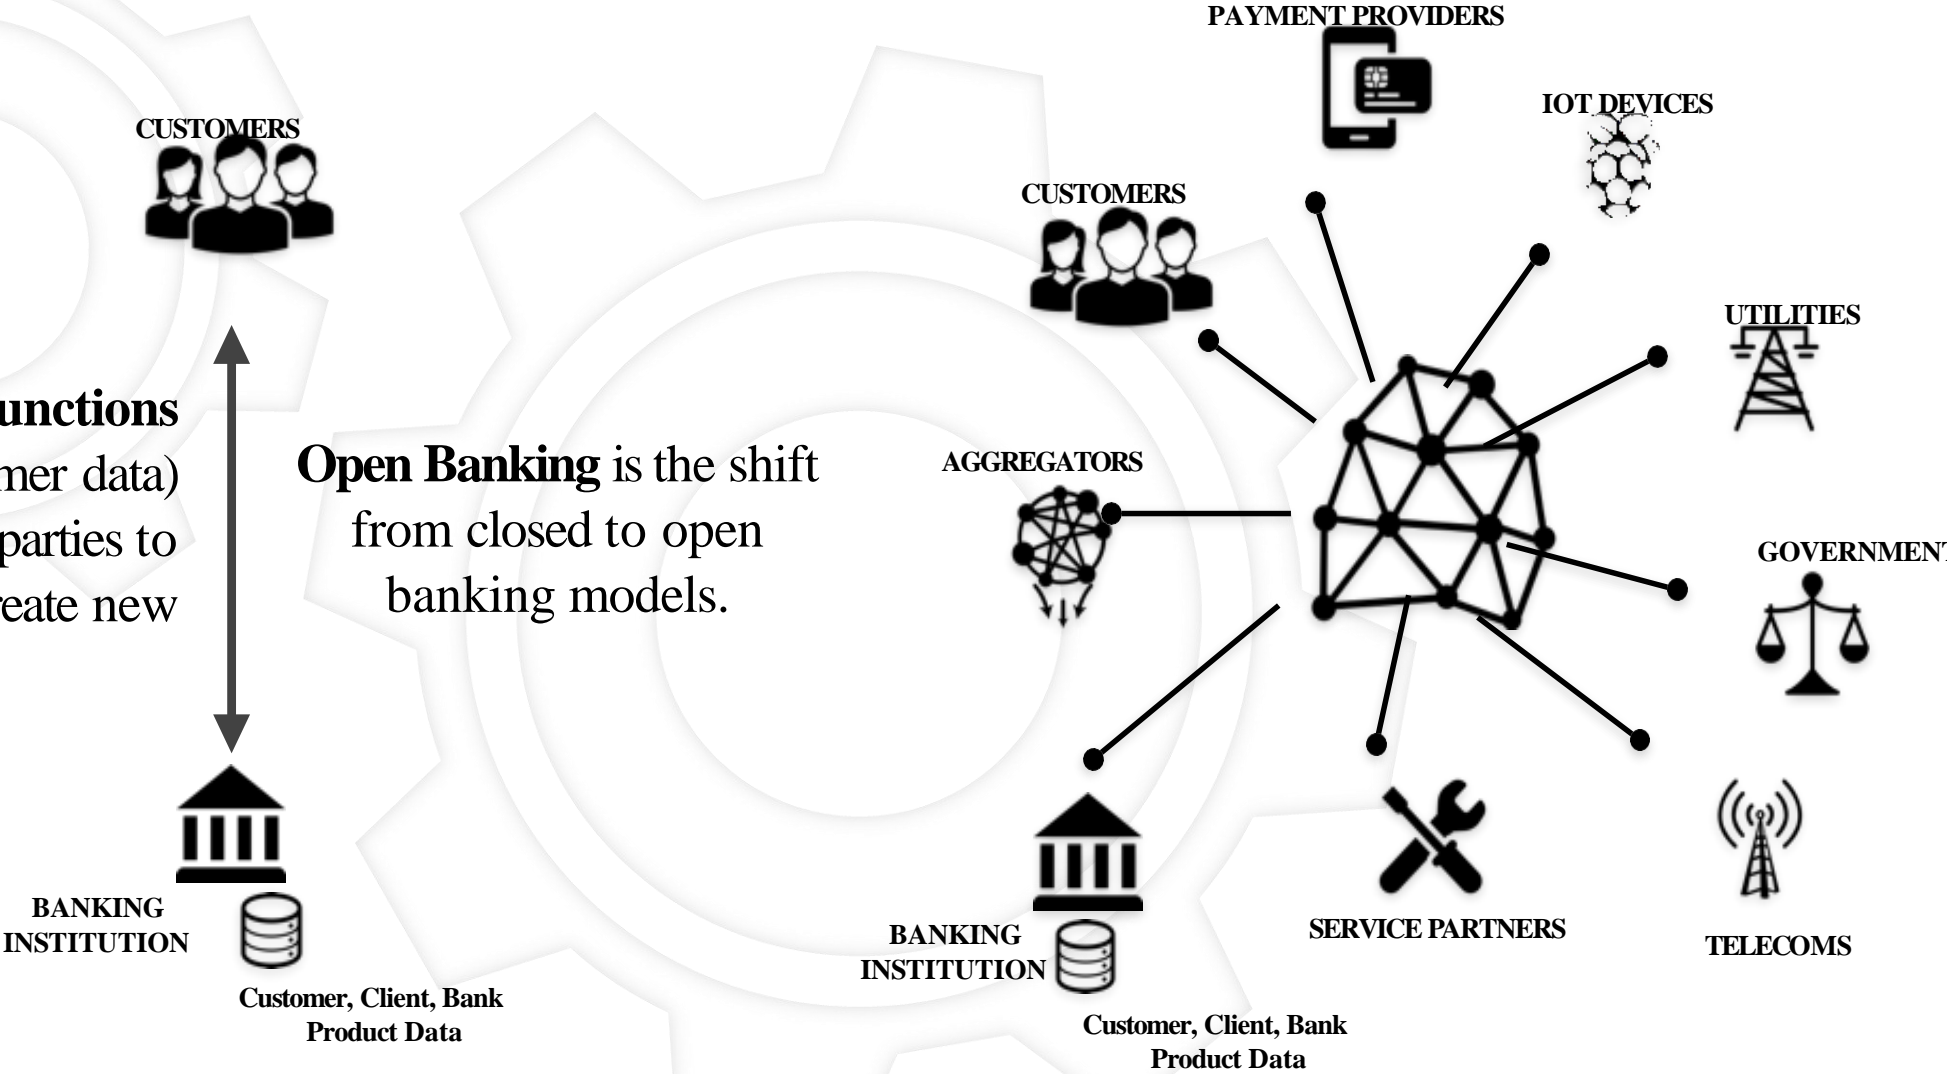 CUSTOMERS
unctions
mer data)
parties to
reate new
BANKING
INSTITUTION
Customer, Client, Bank
Product Data
Open Banking is the shift
from closed to open
banking models.
PAYMENT PROVIDERS
IOT DEVICES
CUSTOMERS
UTILITIES
AGGREGATORS
GOVERNMENT
BANKING
INSTITUTION
SERVICE PARTNERS
TELECOMS
Customer, Client, Bank
Product Data